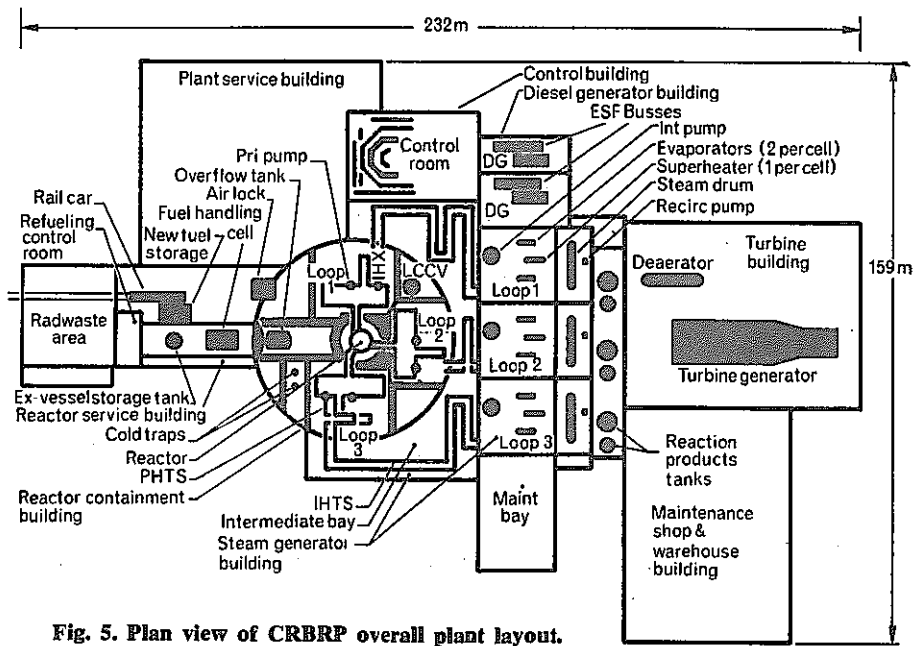 232m
Plant service building
Control building
Diesel generator building
ESF Busses
Int pump
Evaporators (2 per cell)
Superheater (1 per cell)
Steam drum
Recirc pump
Control
room
DG
DG
Pri pump
Overflow tank
Air lock
Fuel handling
cell
New fuel
storage
Rail car
Refueling
control
room
Loop
1
IHX
LCCV
Loop
2
Loop
3
Loop 1
Loop 2
Loop 3
Deaerator
Turbine
building
159m
Turbine generator
Radwaste
area
Ex-vessel storage tank
Reactor service building
Cold traps
Reactor
PHTS
Reactor containment
building
IHTS
Intermediate bay
Steam generator
building
Maint
bay
Reaction
products
tanks
Maintenance
shop &
warehouse
building
Fig. 5. Plan view of CRBRP overall plant layout.